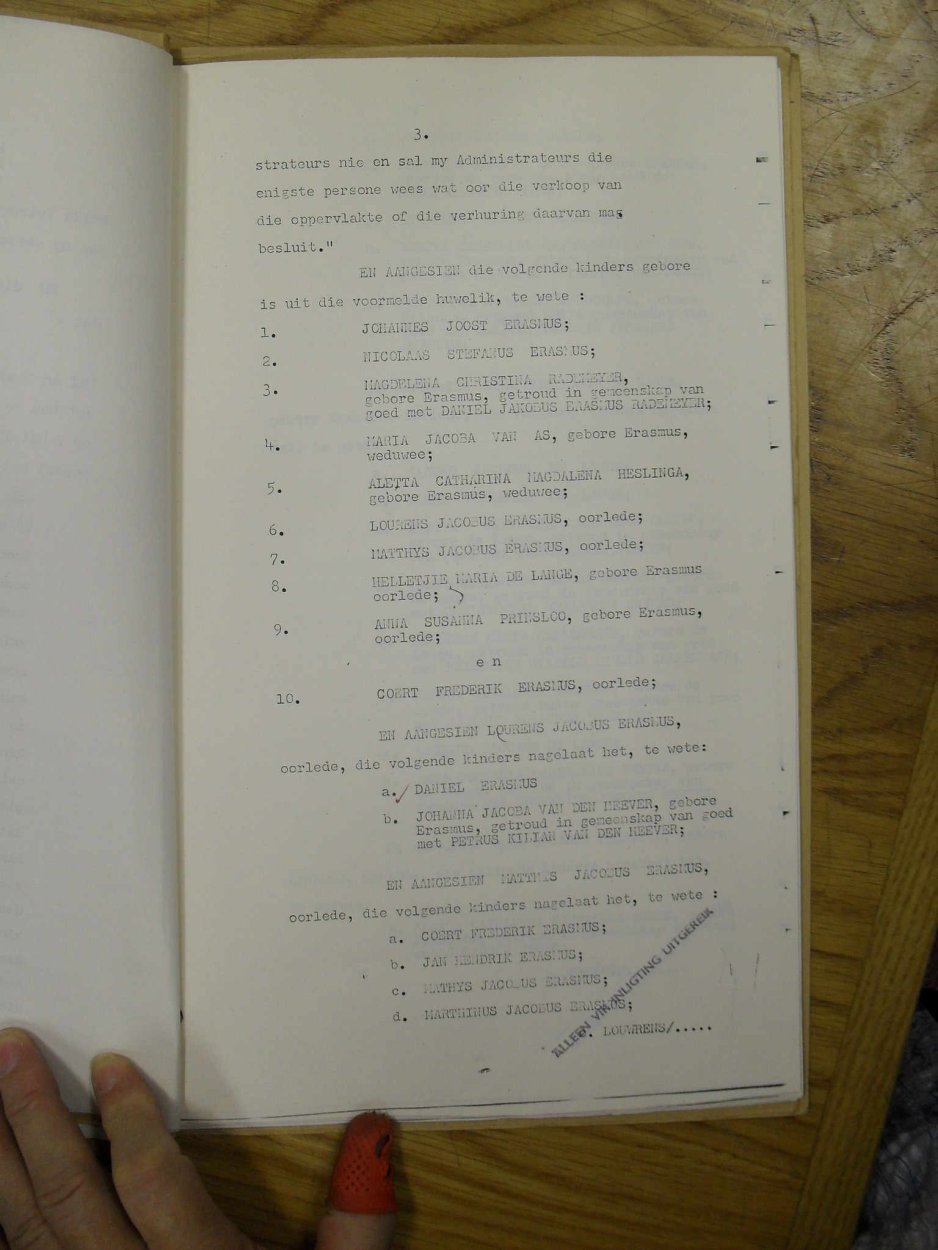 3.
strateurs nie en sal my Administrateurs die
enigste persone wees wat oor die verkoop van
die oppervlakte of die verhuring daarvan mag
besluit."
EN AANGESIEN die volgende kinders gebore
is uit die voormelde huwelik, te wete :
1. JOHANNES JOOST ERASMUS;
2. NICOLAAS STEFANUS ERASMUS;
3. MAGDELENA CHRISTINA RADEMEYER,
gebore Erasmus, getroud in gemeenskap van
goed met DANIEL JAKOBUS ERASMUS RADEMEYER;
4. MARIA JACOBA VAN AS, gebore Erasmus,
weduwee;
5. ALETTA CATHARINA MAGDALENA HESLINGA,
gebore Erasmus, weduwee;
6. LOURENS JACOBUS ERASMUS, oorlede;
7. MATTHYS JACOBUS ERASMUS, oorlede;
8. HELLETJIE MARIA DE LANGE, gebore Erasmus
oorlede;
9. ANNA SUSANNA PRINSLOO, gebore Erasmus,
oorlede;
e n
10. COERT FREDERIK ERASMUS, oorlede;
EN AANGESIEN LOURENS JACOBUS ERASMUS,
oorlede, die volgende kinders nagelaat het, te wete:
a. DANIEL ERASMUS
b. JOHANNA JACOBA VAN DEN HEEVER, gebore
Erasmus, getroud in gemeenskap van goed
met PETRUS KILIAN VAN DEN HEEVER;
EN AANGESIEN MATTHYS JACOBUS ERASMUS,
oorlede, die volgende kinders nagelaat het, te wete :
a. COERT FREDERIK ERASMUS;
b. JAN HENDRIK ERASMUS;
c. MATHYS JACOBUS ERASMUS;
d. MARTHINUS JACOBUS ERASMUS;
e. LOUWRENS/.....
ALLEEN VIR INLIGTING UITGEREIK